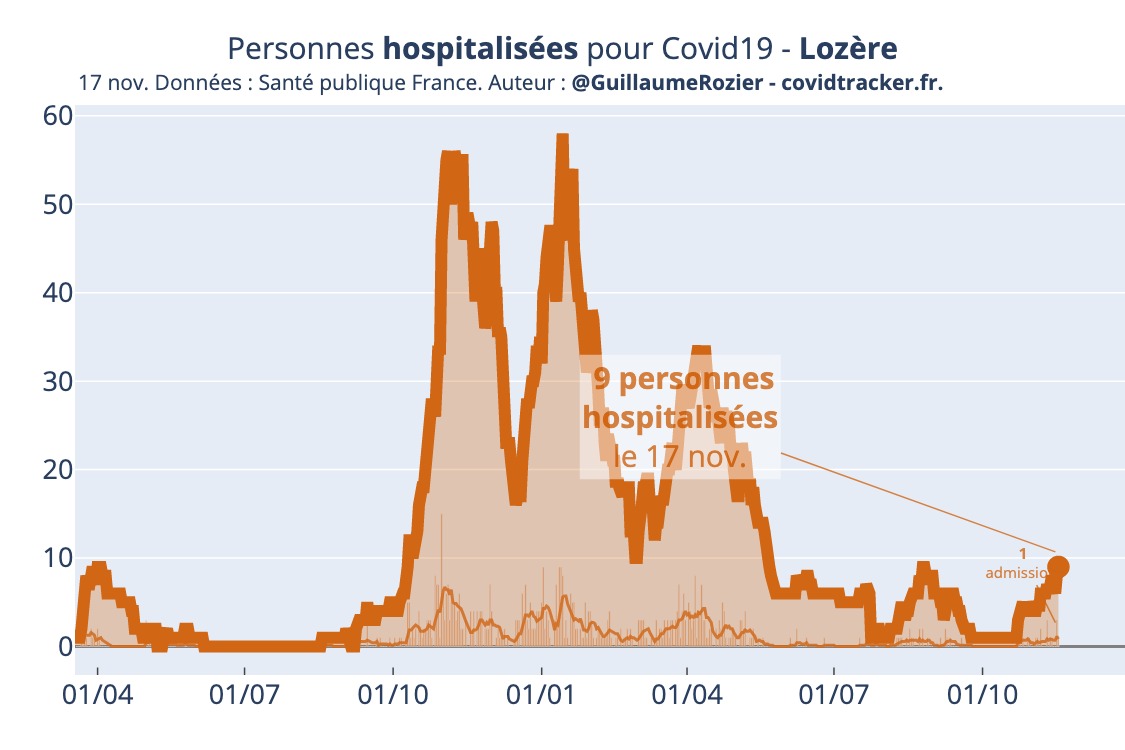 Personnes hospitalisées pour Covid19 - Lozère
17 nov. Données : Santé publique France. Auteur : @GuillaumeRozier - covidtracker.fr.
60
50
40
30
20
10
0
9 personnes
hospitalisées
le 17 nov.
1
admissio
01/04 01/07 01/10 01/01 01/04 01/07 01/10